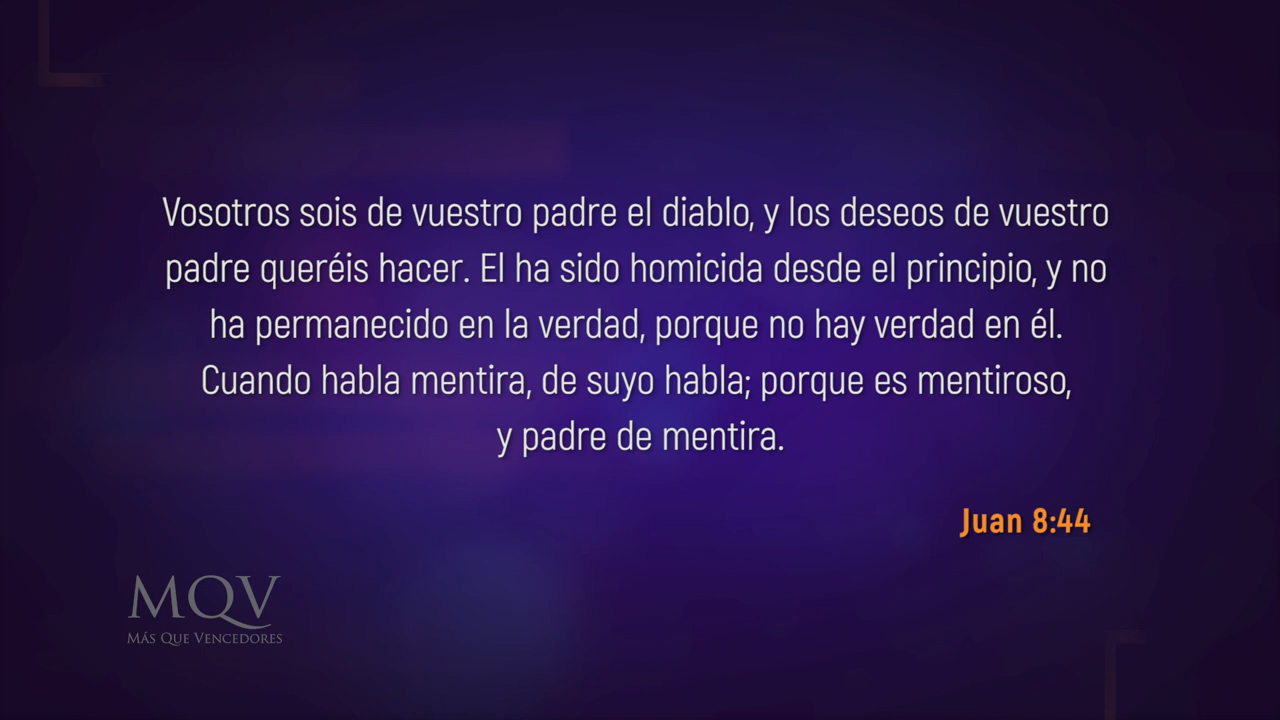 Vosotros sois de vuestro padre el diablo, y los deseos de vuestro
padre queréis hacer. El ha sido homicida desde el principio, y no
ha permanecido en la verdad, porque no hay verdad en él.
Cuando habla mentira, de suyo habla; porque es mentiroso,
y padre de mentira.
Juan 8:44
MQV
MÁS QUE VENCEDORES